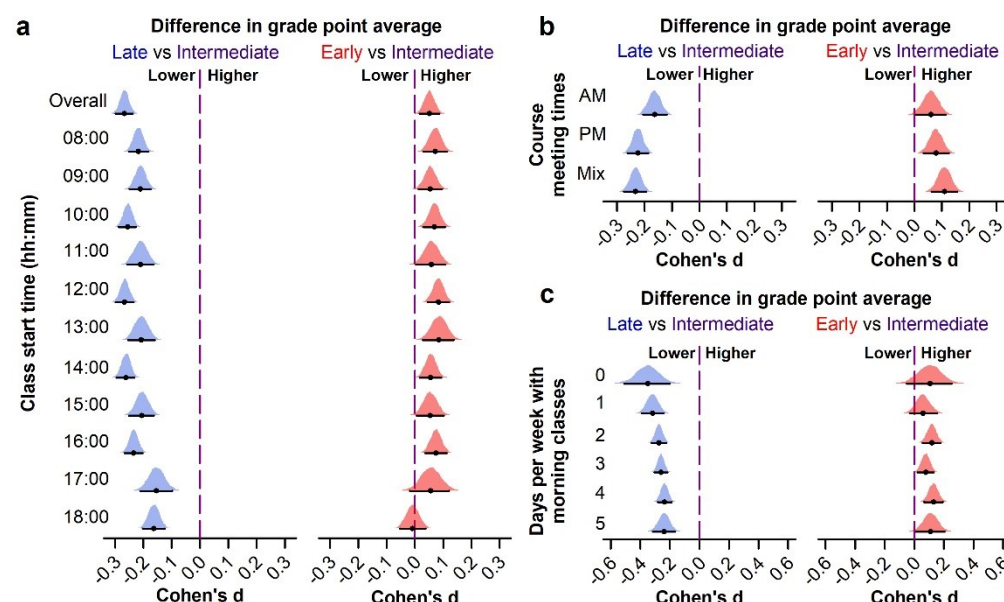 a
Difference in grade point average
Late vs Intermediate
Early vs Intermediate
Lower Higher
Lower Higher
Class start time (hh:mm)
Overall
08:00
09:00
10:00
11:00
12:00
13:00
14:00
15:00
16:00
17:00
18:00
-0.3 -0.2 -0.1 0.0 0.1 0.2 0.3
-0.3 -0.2 -0.1 0.0 0.1 0.2 0.3
Cohen's d
Cohen's d
b
Difference in grade point average
Late vs Intermediate
Early vs Intermediate
Lower Higher
Lower Higher
Course
meeting times
AM
PM
Mix
-0.3 -0.2 -0.1 0.0 0.1 0.2 0.3
-0.3 -0.2 -0.1 0.0 0.1 0.2 0.3
Cohen's d
Cohen's d
c
Difference in grade point average
Late vs Intermediate
Early vs Intermediate
Lower Higher
Lower Higher
Days per week with
morning classes
0
1
2
3
4
5
-0.6 -0.4 -0.2 0.0 0.2 0.4 0.6
-0.6 -0.4 -0.2 0.0 0.2 0.4 0.6
Cohen's d
Cohen's d